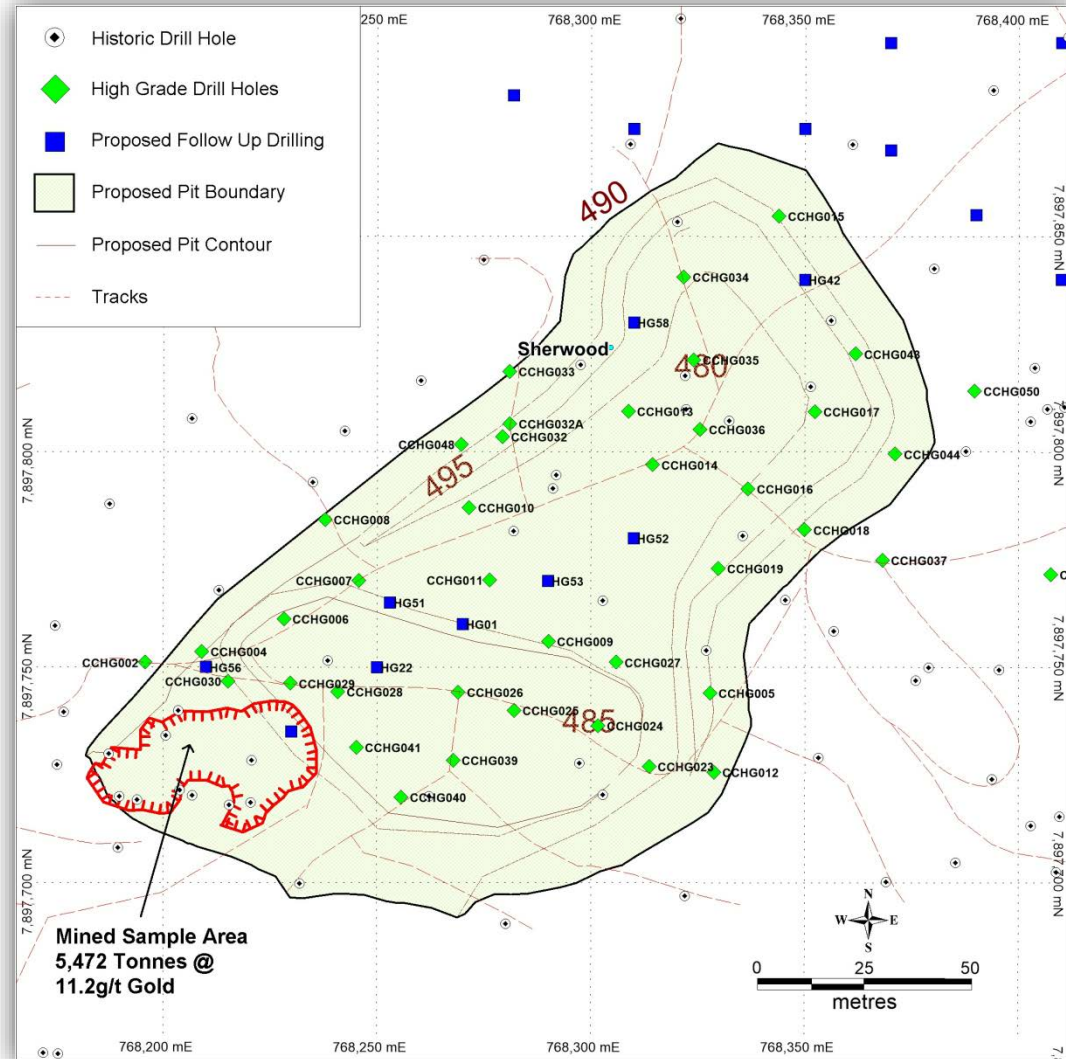 250 mE
768,300 mE
768,350 mE
768,400 mE
Historic Drill Hole
High Grade Drill Holes
Proposed Follow Up Drilling
Proposed Pit Boundary
Proposed Pit Contour
Tracks
490
CCHG015
7,897,850 mN
7,897,850 mN
CCHG034
HG42
HG58
Sherwood
CCHG043
CCHG035
480
CCHG033
CCHG050
CCHG013
CCHG017
CCHG032A
CCHG036
CCHG032
CCHG048
CCHG044
7,897,800 mN
7,897,800 mN
495
CCHG014
CCHG016
CCHG010
CCHG008
CCHG018
HG52
CCHG037
CCHG019
CCHG007
CCHG011
HG53
C
HG51
CCHG006
HG01
CCHG009
CCHG004
CCHG002
CCHG027
HG56
HG22
7,897,750 mN
7,897,750 mN
CCHG030
CCHG029
CCHG028
CCHG026
CCHG005
CCHG025
485
CCHG024
CCHG041
CCHG039
CCHG023
CCHG012
CCHG040
7,897,700 mN
7,897,700 mN
N
W E
S
Mined Sample Area
5,472 Tonnes @
11.2g/t Gold
0 25 50
metres
768,200 mE
768,250 mE
768,300 mE
768,350 mE